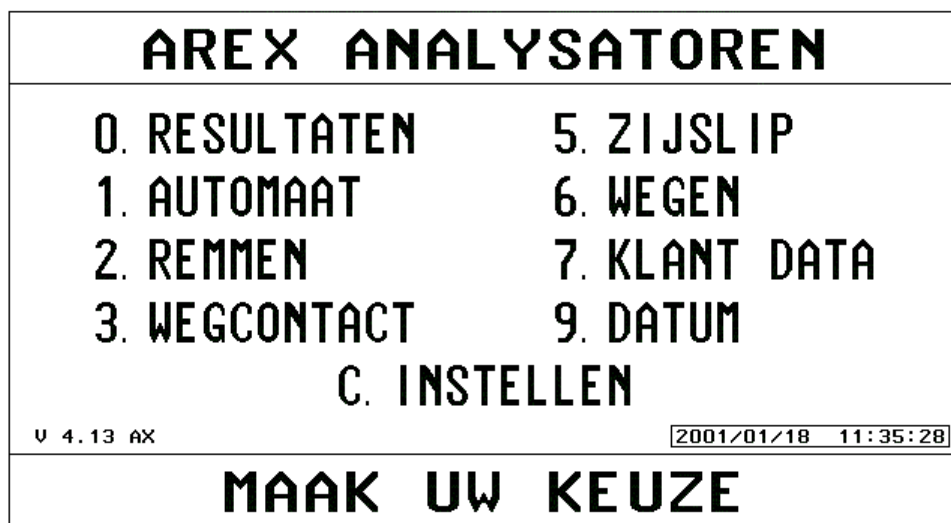 AREX ANALYSATOREN
0. RESULTATEN
1. AUTOMAAT
2. REMMEN
3. WEGCONTACT
5. ZIJSLIP
6. WEGEN
7. KLANT DATA
9. DATUM
C. INSTELLEN
V 4.13 AX
2001/01/18 11:35:28
MAAK UW KEUZE